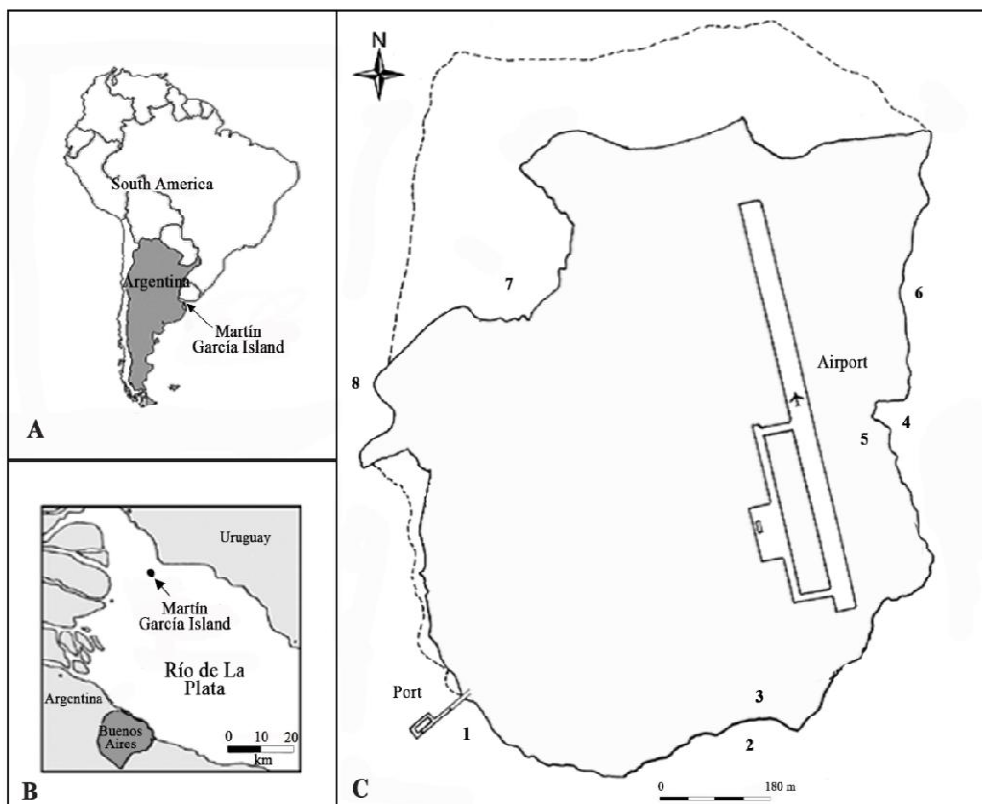 South America
Argentina
Martín
García Island
A
Uruguay
Martín
García Island
Río de La
Plata
Argentina
Buenos
Aires
0 10 20
km
B
N
7
6
Airport
8
4
5
Port
3
1
2
0 180 m
C